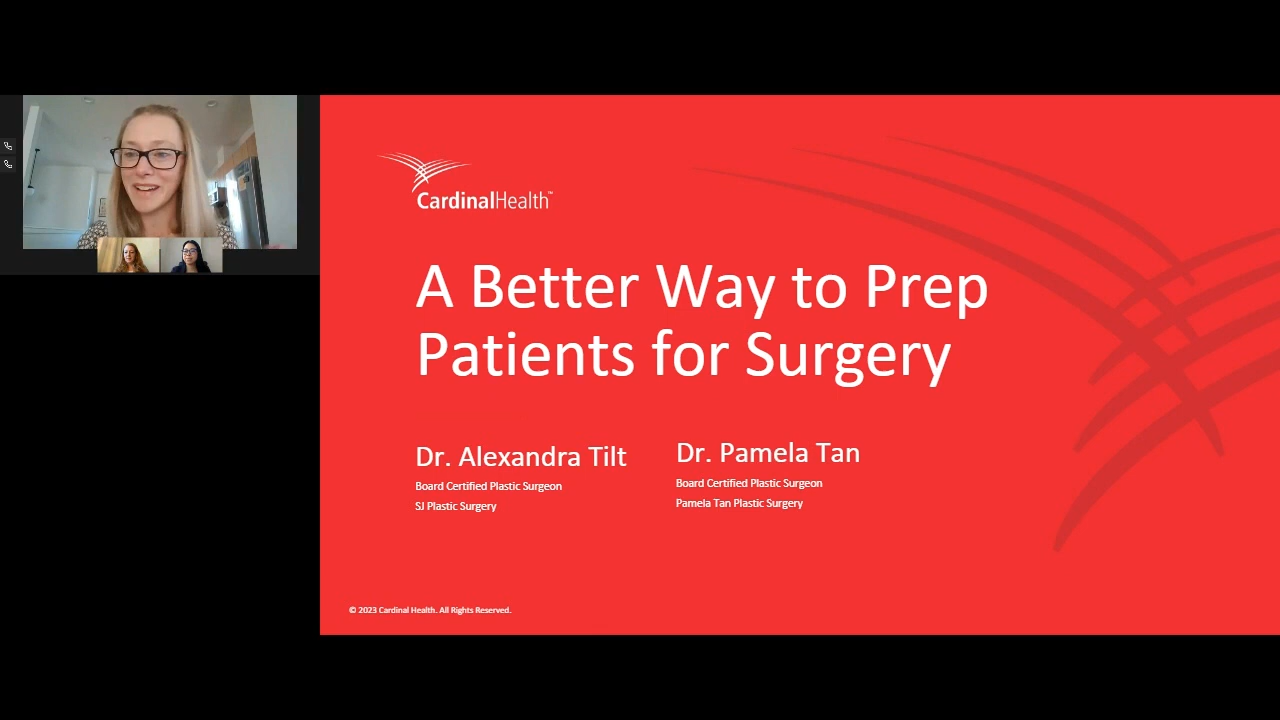 CardinalHealth™
A Better Way to Prep
Patients for Surgery
Dr. Alexandra Tilt
Board Certified Plastic Surgeon
SJ Plastic Surgery
Dr. Pamela Tan
Board Certified Plastic Surgeon
Pamela Tan Plastic Surgery
© 2023 Cardinal Health. All Rights Reserved.